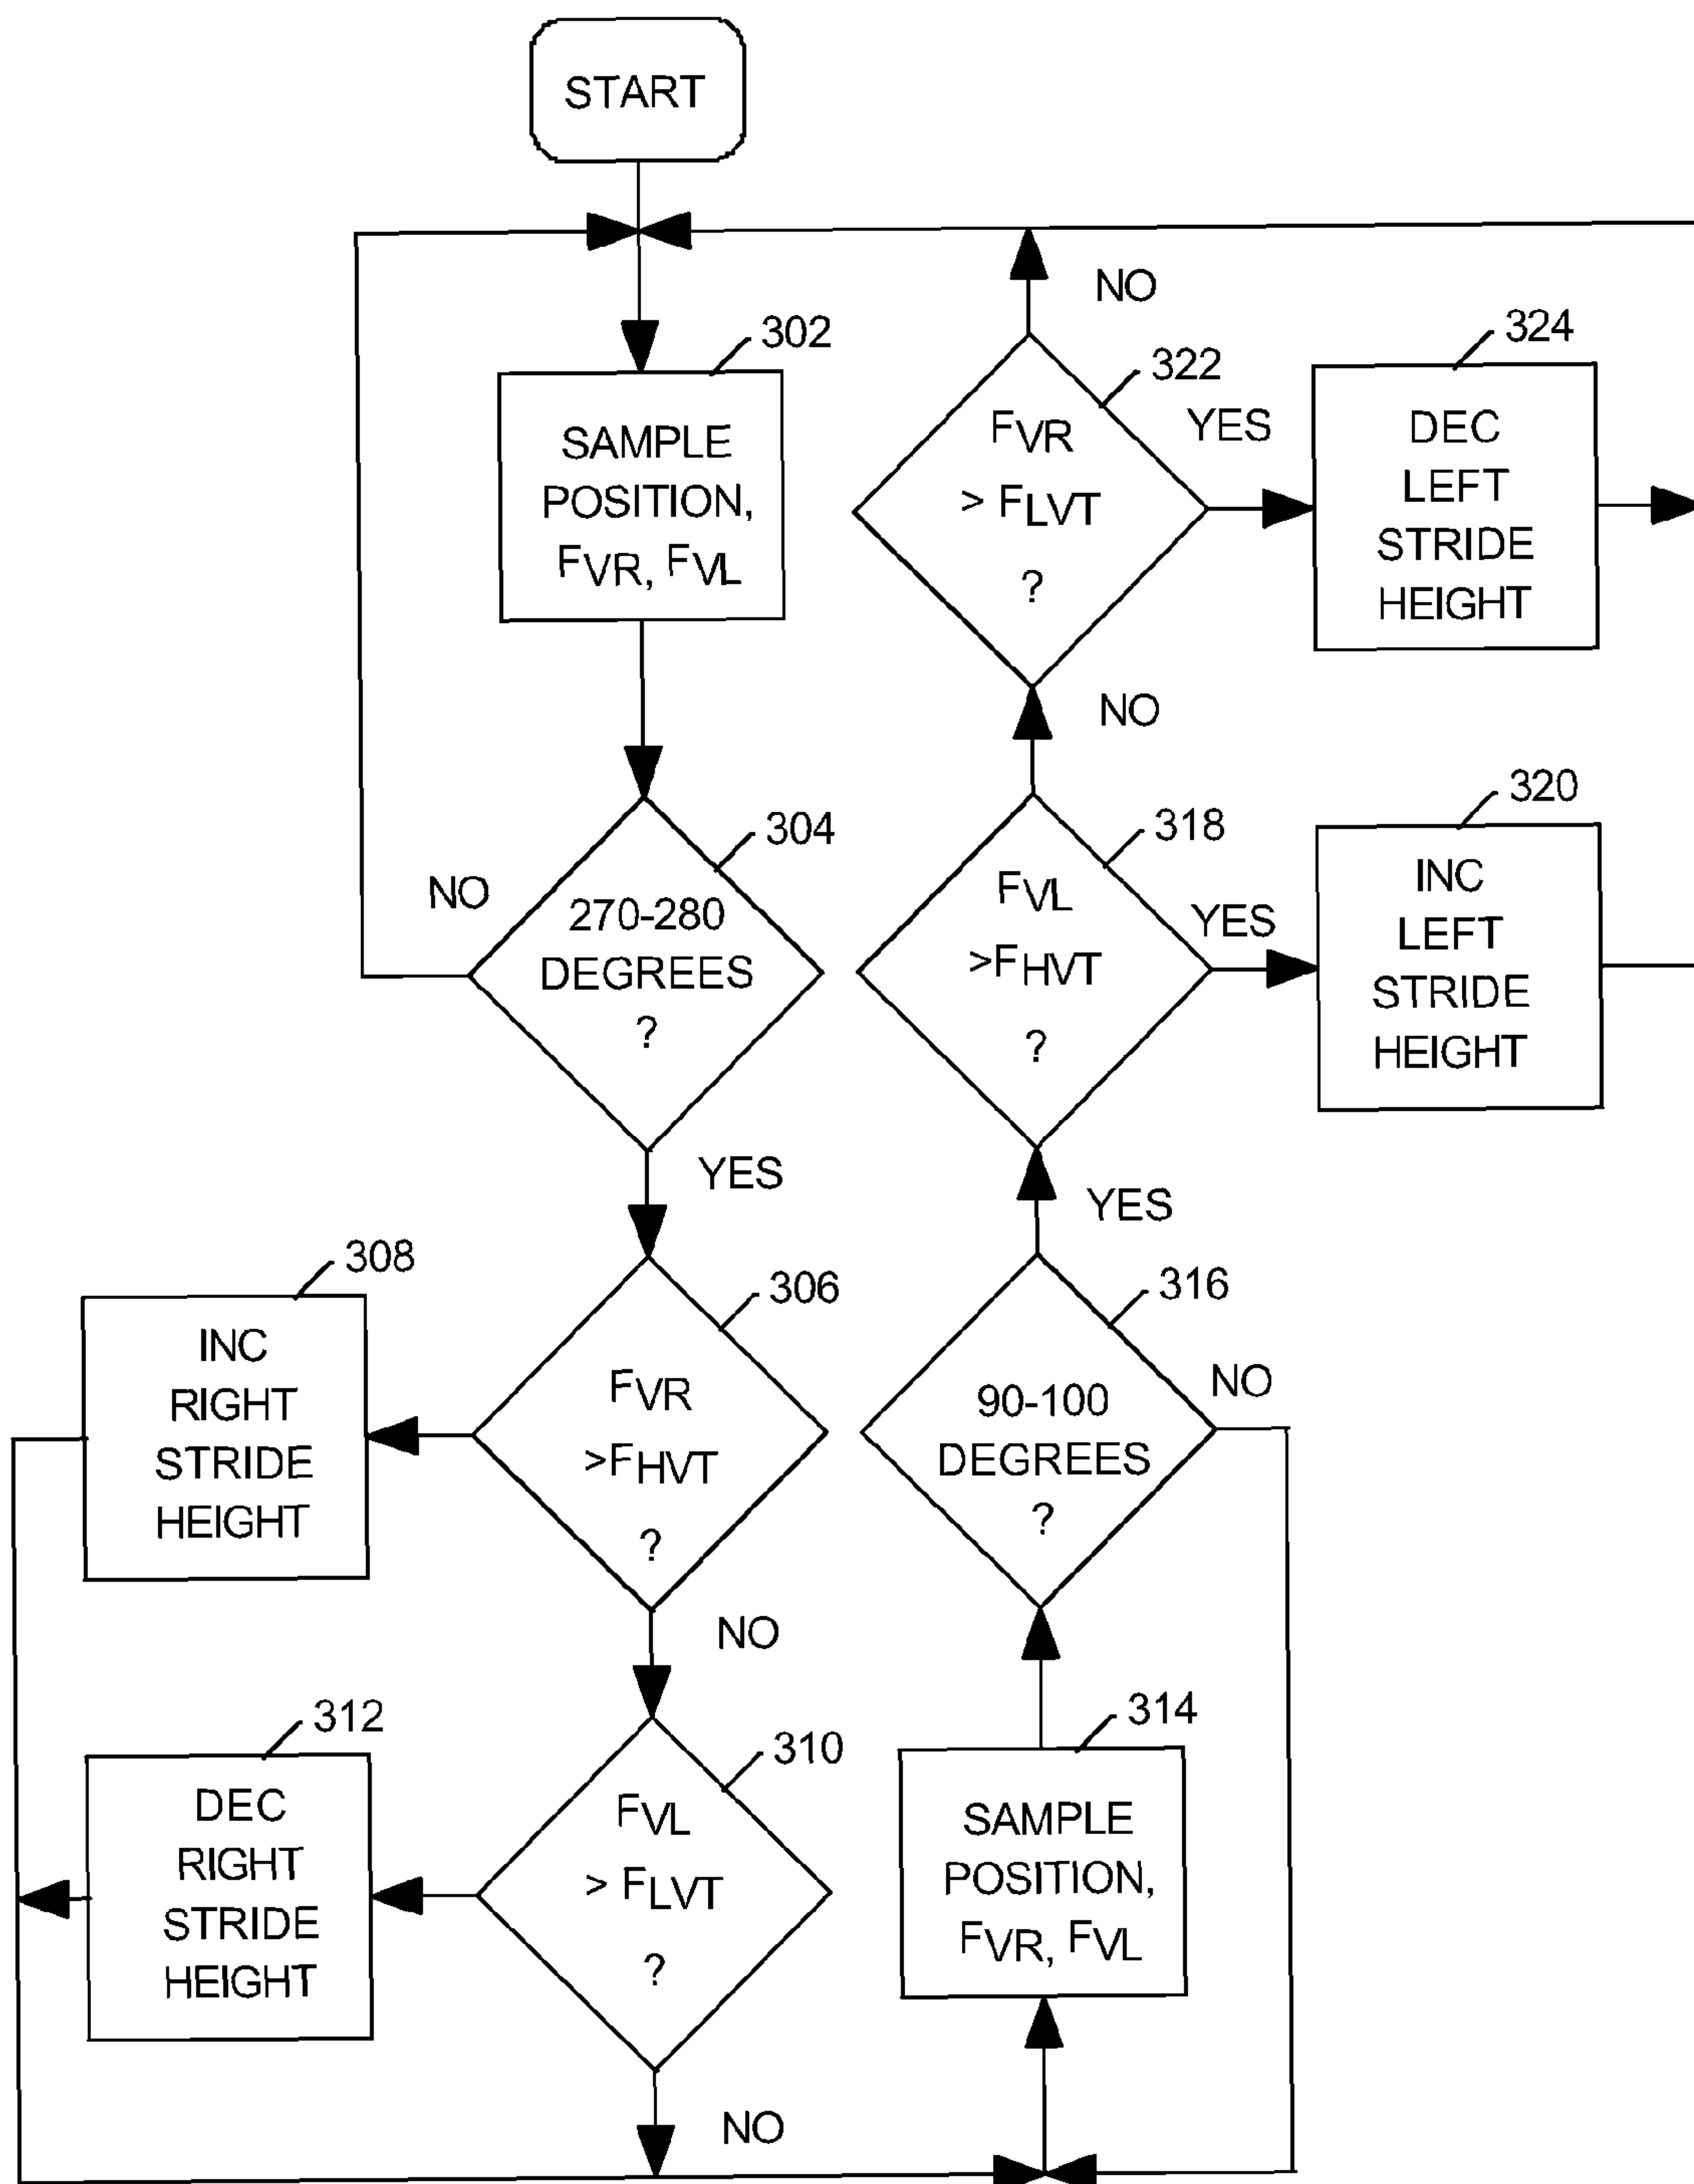 START
302
SAMPLE
POSITION,
FVR, FVL
304
NO
270-280
DEGREES
?
YES
306
FVR
>FHVT
?
308
INC
RIGHT
STRIDE
HEIGHT
NO
310
FVL
> FLVT
?
312
DEC
RIGHT
STRIDE
HEIGHT
NO
314
SAMPLE
POSITION,
FVR, FVL
316
90-100
DEGREES
?
NO
YES
318
FVL
>FHVT
?
YES
320
INC
LEFT
STRIDE
HEIGHT
NO
322
FVR
> FLVT
?
YES
324
DEC
LEFT
STRIDE
HEIGHT
NO